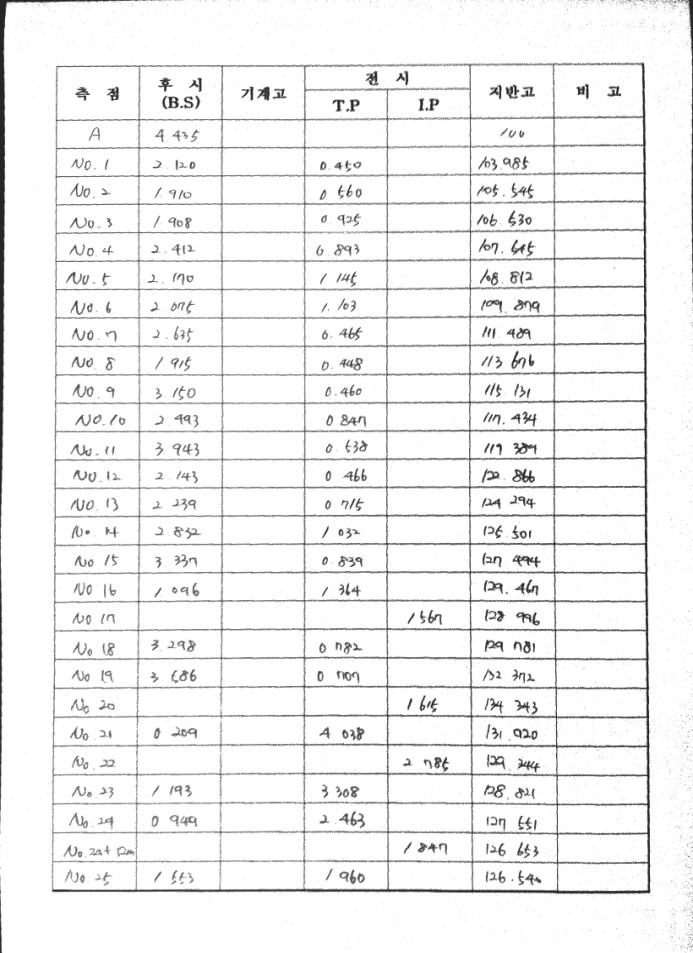 측 점 후 시 (B.S) 기계고 전 시 지반고 비 고
T.P I.P
A 4 435 100
No. 1 2 120 0. 450 103.985
No. 2 1. 910 0 560 105. 545
No. 3 1. 908 0. 925 106 530
No. 4 2. 412 0 893 107. 545
No. 5 2. 170 1 145 108. 812
No. 6 2 075 1. 103 109. 879
No. 7 2. 635 0. 465 111. 489
No. 8 1 915 0. 448 113 676
No. 9 3. 150 0. 460 115 131
No. 10 2. 493 0 847 117. 434
No. 11 3 943 0. 538 119 389
No. 12 2. 143 0 466 122. 866
No. 13 2 239 0 715 124 294
No. 14 2 832 1 032 125 501
No 15 3 337 0 839 127 494
No 16 1 096 1 364 129. 467
No 17 1 567 128 996
No 18 3. 298 0 782 129 781
No 19 3 586 0 707 132 372
No 20 1 615 134 343
No. 21 0 209 4 038 131. 920
No. 22 2 785 129. 344
No. 23 1 193 3 308 128. 821
No. 24 0 949 2. 463 127 551
No. 24+ 12m 1 847 126 653
No 25 1 553 1 960 126. 540